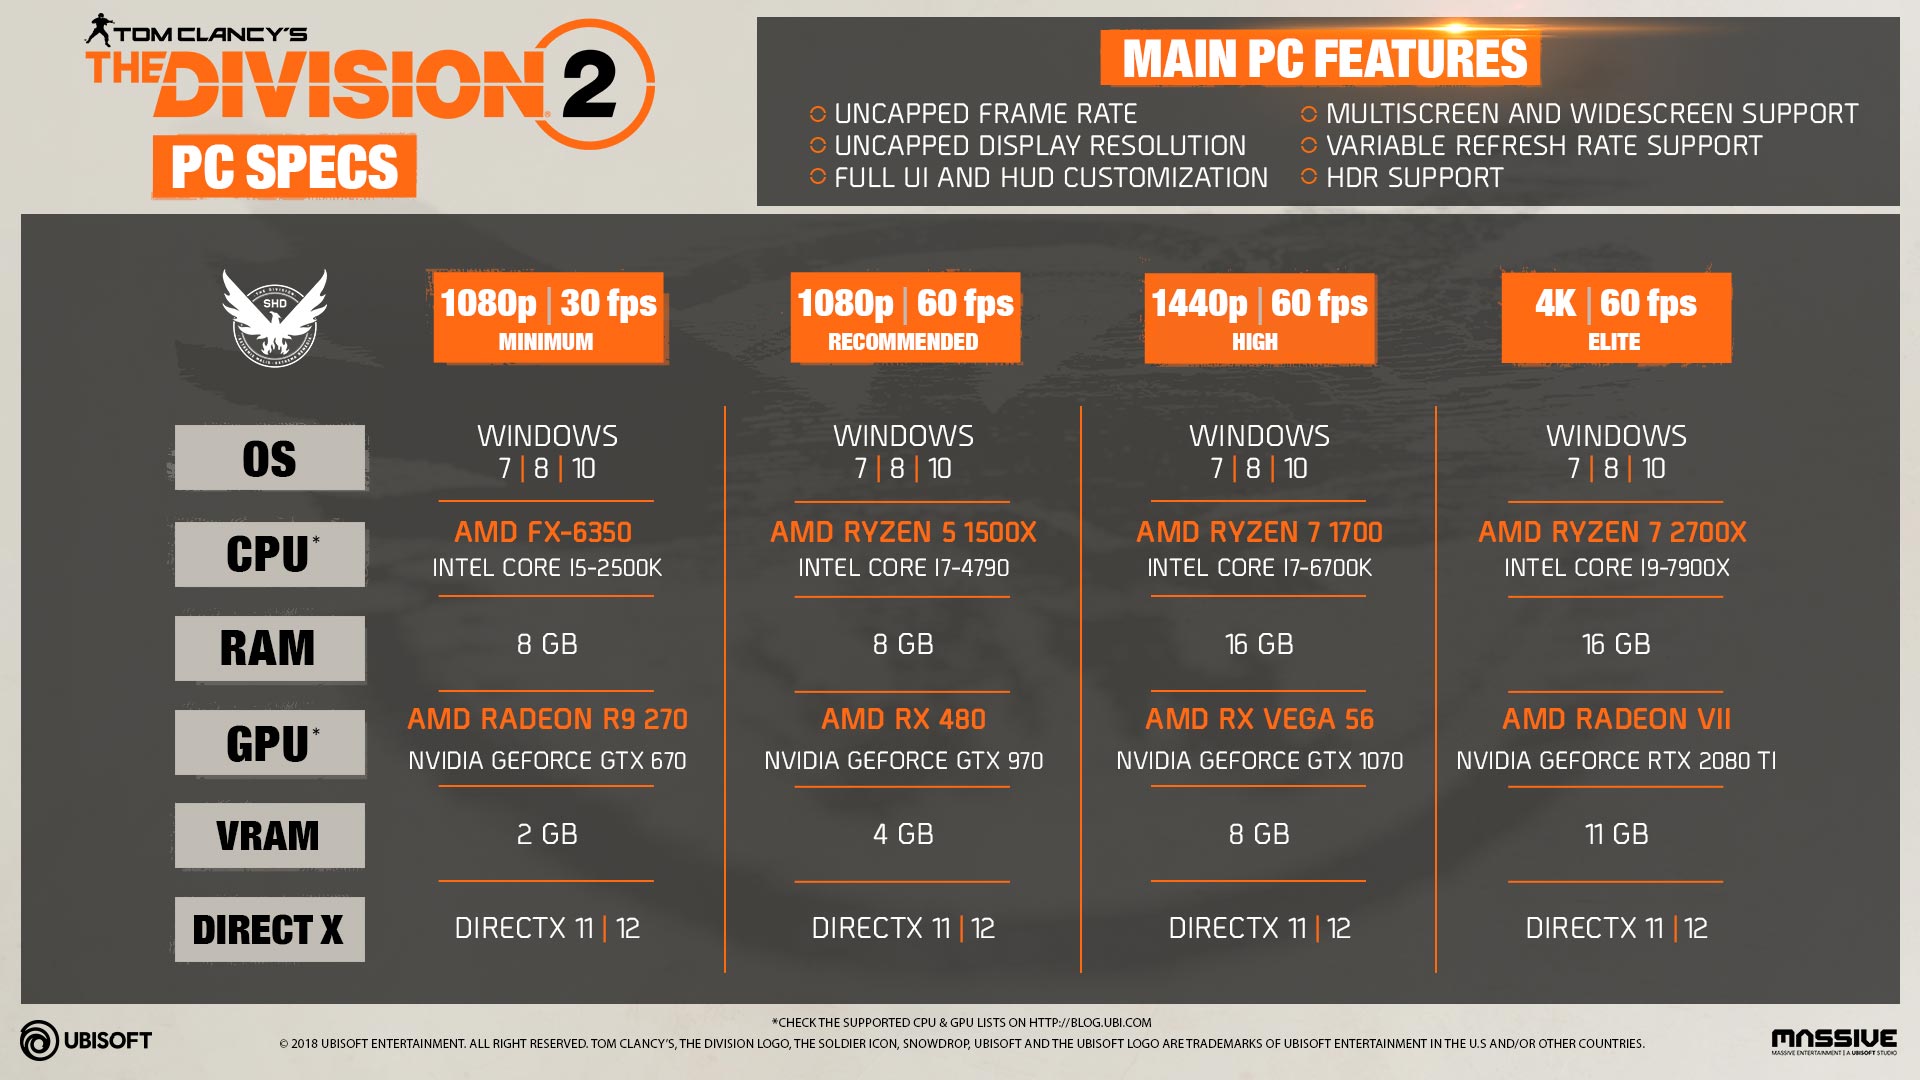 TOM CLANCY'S
THE DIVISION 2
PC SPECS
MAIN PC FEATURES
UNCAPPED FRAME RATE
UNCAPPED DISPLAY RESOLUTION
FULL UI AND HUD CUSTOMIZATION
MULTISCREEN AND WIDESCREEN SUPPORT
VARIABLE REFRESH RATE SUPPORT
HDR SUPPORT
SHD
1080p | 30 fps
MINIMUM
1080p | 60 fps
RECOMMENDED
1440p | 60 fps
HIGH
4K | 60 fps
ELITE
OS
WINDOWS
7 | 8 | 10
WINDOWS
7 | 8 | 10
WINDOWS
7 | 8 | 10
WINDOWS
7 | 8 | 10
CPU*
AMD FX-6350
INTEL CORE I5-2500K
AMD RYZEN 5 1500X
INTEL CORE I7-4790
AMD RYZEN 7 1700
INTEL CORE I7-6700K
AMD RYZEN 7 2700X
INTEL CORE I9-7900X
RAM
8 GB
8 GB
16 GB
16 GB
GPU*
AMD RADEON R9 270
NVIDIA GEFORCE GTX 670
AMD RX 480
NVIDIA GEFORCE GTX 970
AMD RX VEGA 56
NVIDIA GEFORCE GTX 1070
AMD RADEON VII
NVIDIA GEFORCE RTX 2080 TI
VRAM
2 GB
4 GB
8 GB
11 GB
DIRECT X
DIRECTX 11 | 12
DIRECTX 11 | 12
DIRECTX 11 | 12
DIRECTX 11 | 12
UBISOFT
*CHECK THE SUPPORTED CPU & GPU LISTS ON HTTP://BLOG.UBI.COM
© 2018 UBISOFT ENTERTAINMENT. ALL RIGHT RESERVED. TOM CLANCY'S, THE DIVISION LOGO, THE SOLDIER ICON, SNOWDROP, UBISOFT AND THE UBISOFT LOGO ARE TRADEMARKS OF UBISOFT ENTERTAINMENT IN THE U.S AND/OR OTHER COUNTRIES.
MASSIVE
MASSIVE ENTERTAINMENT | A UBISOFT STUDIO